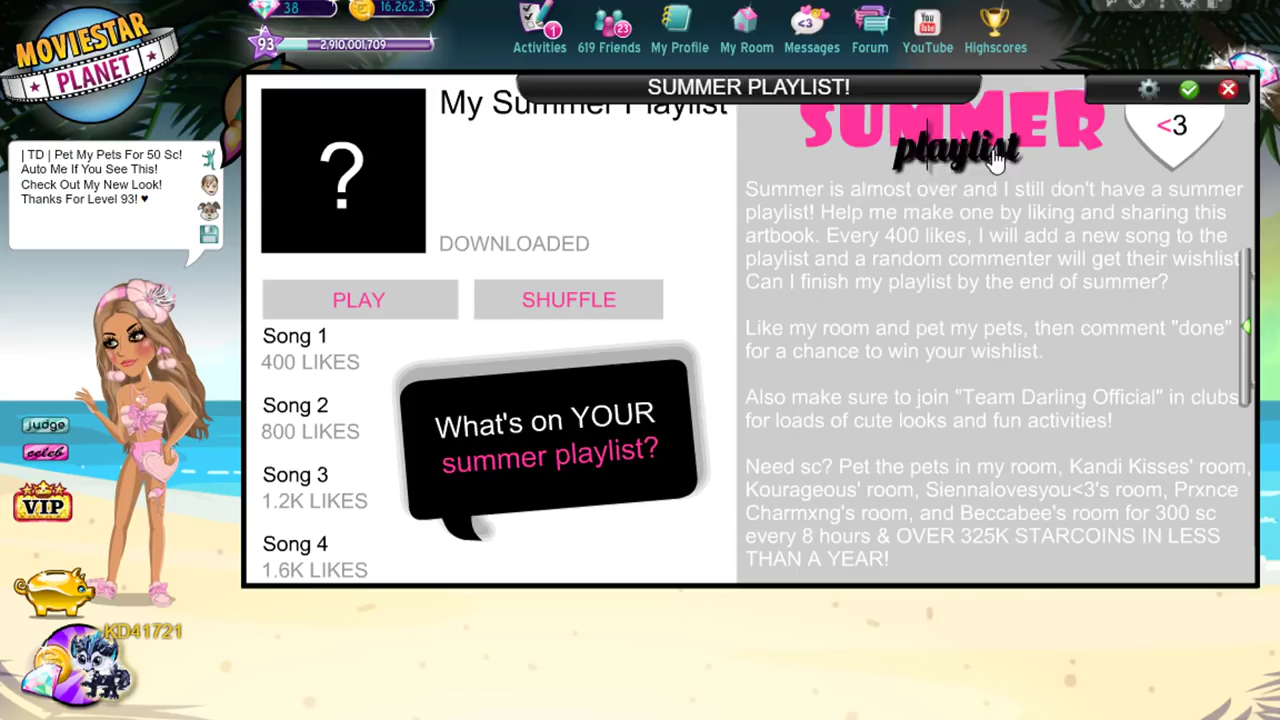 MOVIESTAR
PLANET
38
93
2,910,001,709
1
Activities
23
619 Friends
My Profile
My Room
<3
Messages
Forum
You
Tube
YouTube
Highscores
| TD | Pet My Pets For 50 Sc!
Auto Me If You See This!
Check Out My New Look!
Thanks For Level 93! ♥
judge
celeb
VIP
KD41721
SUMMER PLAYLIST!
?
My Summer Playlist
DOWNLOADED
PLAY
SHUFFLE
Song 1
400 LIKES
Song 2
800 LIKES
Song 3
1.2K LIKES
Song 4
1.6K LIKES
What's on YOUR
summer playlist?
SUMMER
playlist
<3
Summer is almost over and I still don't have a summer
playlist! Help me make one by liking and sharing this
artbook. Every 400 likes, I will add a new song to the
playlist and a random commenter will get their wishlist
Can I finish my playlist by the end of summer?
Like my room and pet my pets, then comment "done"
for a chance to win your wishlist.
Also make sure to join "Team Darling Official" in clubs
for loads of cute looks and fun activities!
Need sc? Pet the pets in my room, Kandi Kisses' room,
Kourageous' room, Siennalovesyou<3's room, Prxnce
Charmxng's room, and Beccabee's room for 300 sc
every 8 hours & OVER 325K STARCOINS IN LESS
THAN A YEAR!